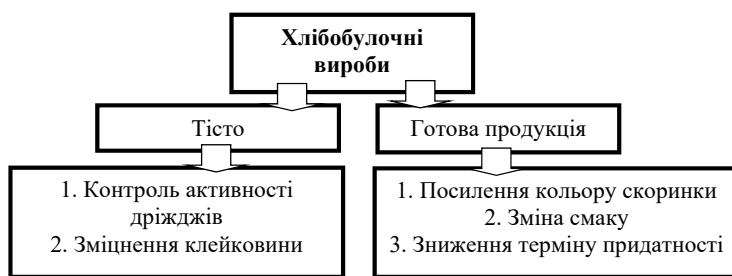 Хлібобулочні
вироби
Тісто
Готова продукція
1. Контроль активності
дріжджів
2. Зміцнення клейковини
1. Посилення кольору скоринки
2. Зміна смаку
3. Зниження терміну придатності